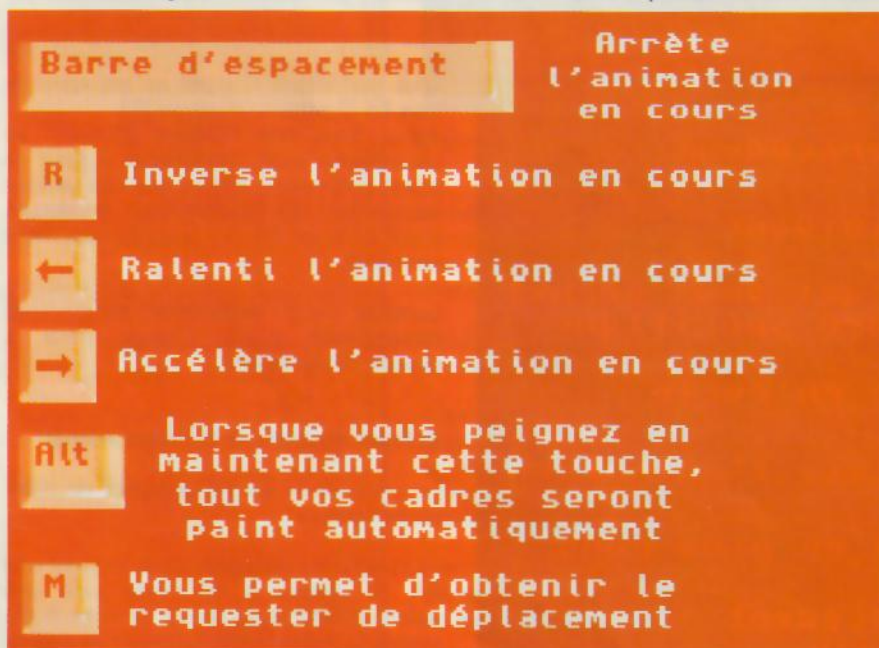 Barre d'espacement
Arrète
l'animation
en cours
R
Inverse l'animation en cours
←
Ralenti l'animation en cours
→
Accélère l'animation en cours
Alt
Lorsque vous peignez en
maintenant cette touche,
tout vos cadres seront
paint automatiquement
M
Vous permet d'obtenir le
requester de déplacement